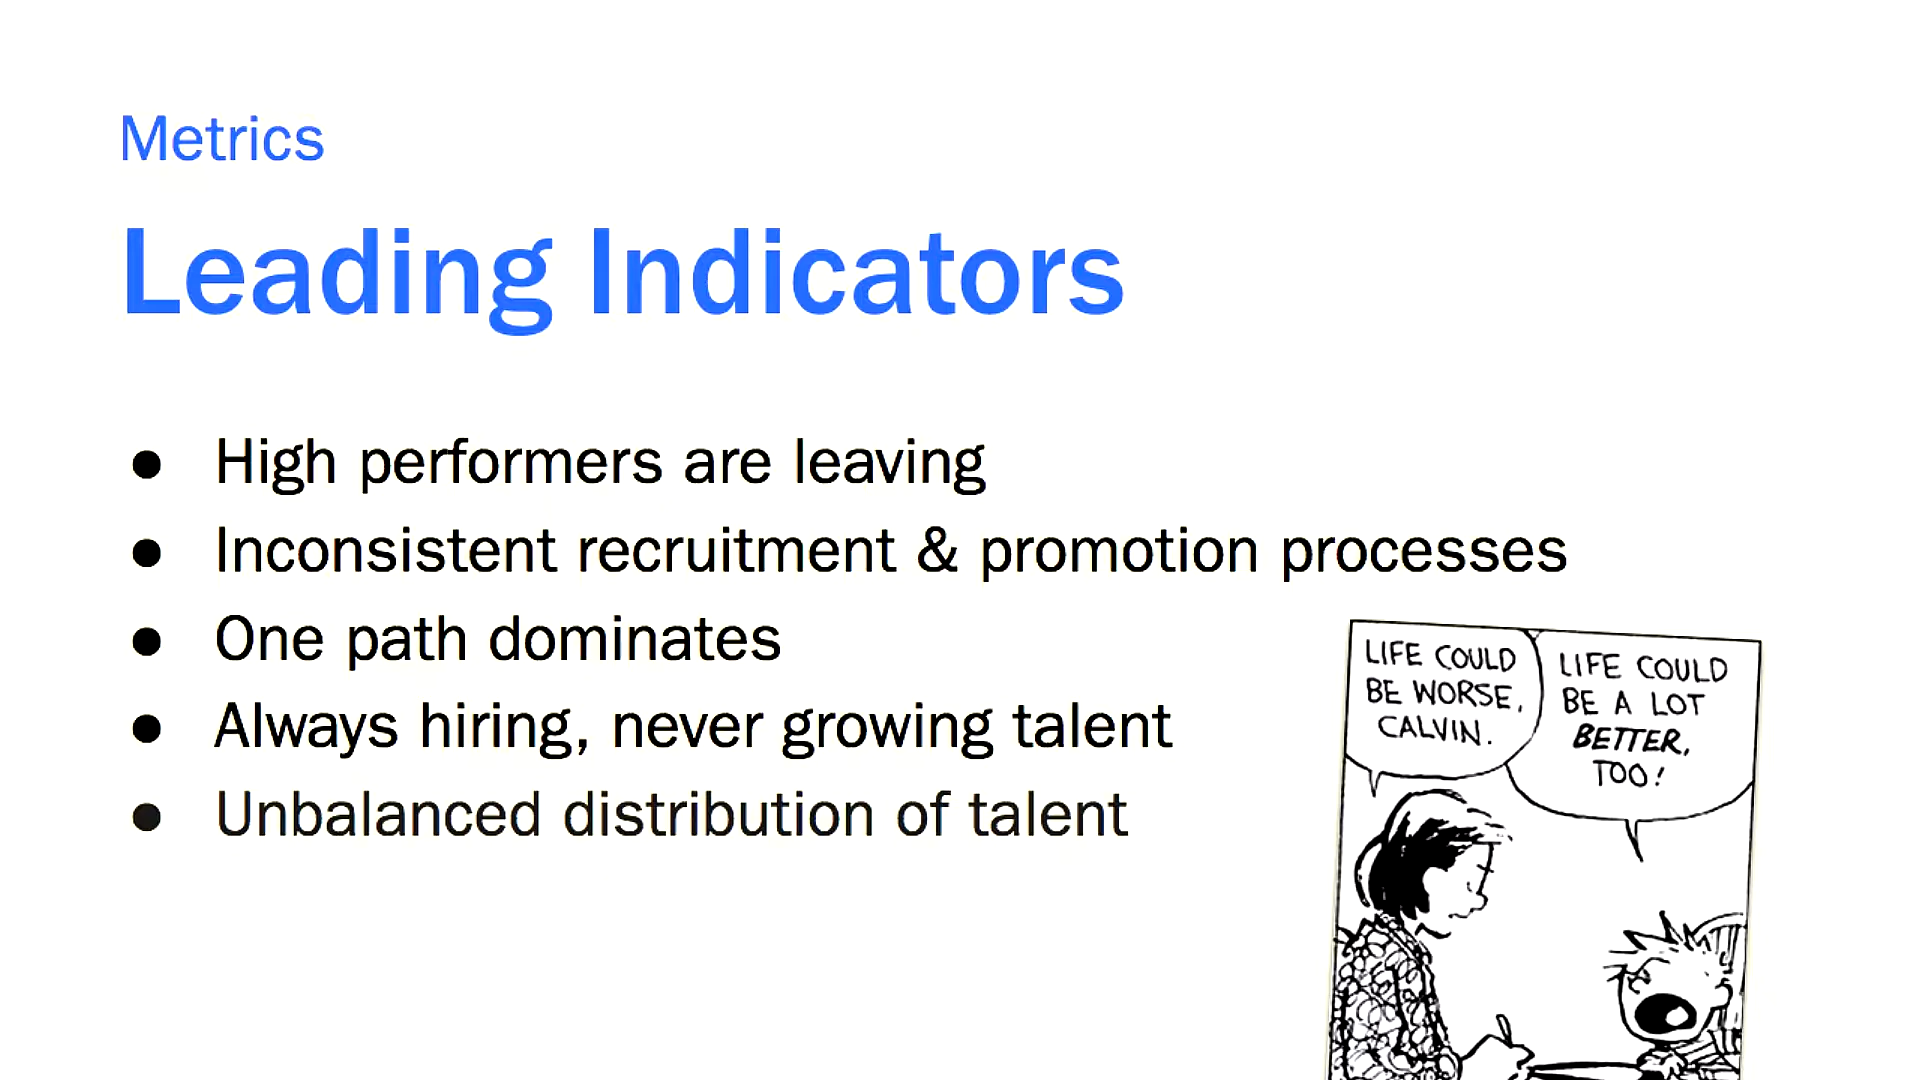 Metrics
Leading Indicators
● High performers are leaving
● Inconsistent recruitment & promotion processes
● One path dominates
● Always hiring, never growing talent
● Unbalanced distribution of talent
LIFE COULD
BE WORSE,
CALVIN.
LIFE COULD
BE A LOT
BETTER,
TOO!